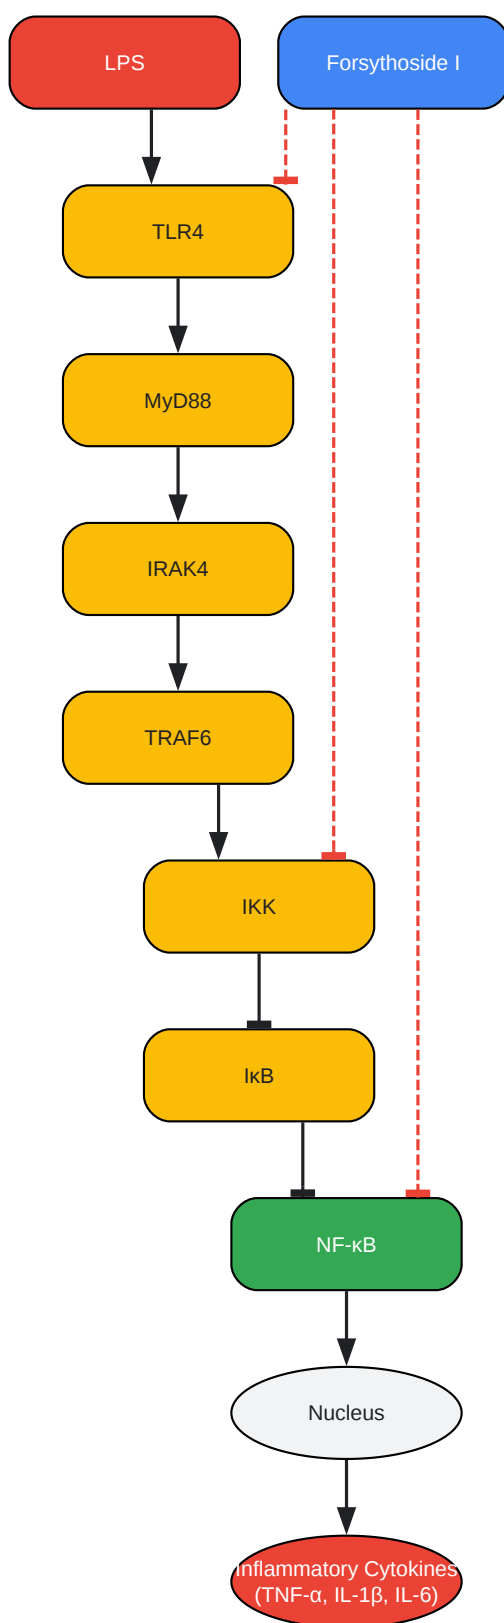 LPS
Forsythoside I
TLR4
MyD88
IRAK4
TRAF6
IKK
IκB
NF-κB
Nucleus
Inflammatory Cytokines
(TNF-α, IL-1β, IL-6)